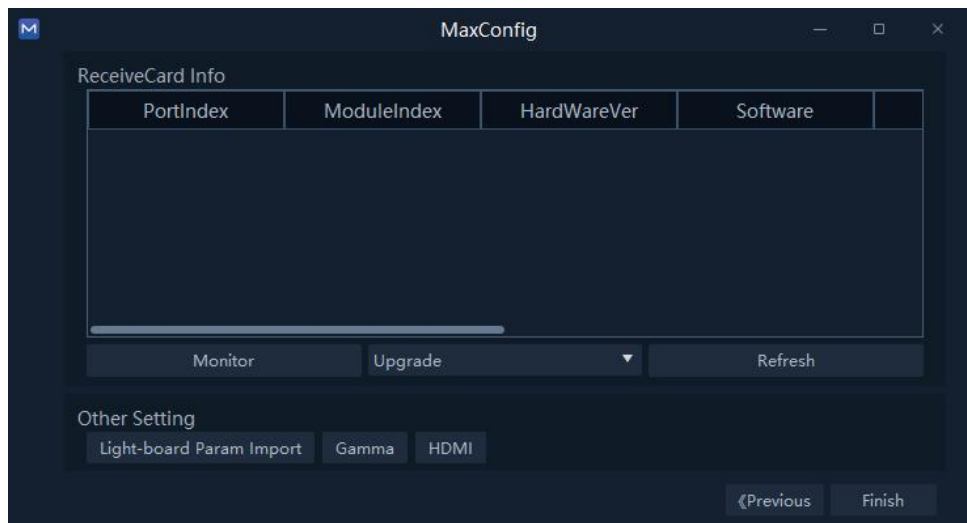 MaxConfig
ReceiveCard Info
PortIndex ModuleIndex HardWareVer Software
Monitor Upgrade Refresh
Other Setting
Light-board Param Import Gamma HDMI
《Previous Finish